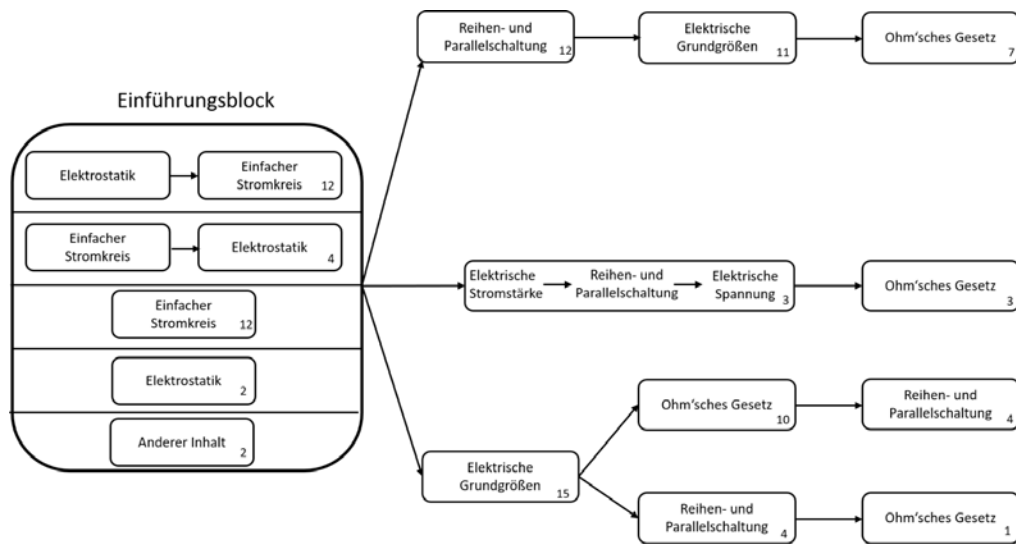 Einführungsblock
Elektrostatik
Einfacher
Stromkreis
12
Einfacher
Stromkreis
Elektrostatik
4
Einfacher
Stromkreis
12
Elektrostatik
2
Anderer Inhalt
2
Reihen- und
Parallelschaltung
12
Elektrische
Grundgrößen
11
Ohm'sches Gesetz
7
Elektrische
Stromstärke
Reihen- und
Parallelschaltung
Elektrische
Spannung
3
Ohm'sches Gesetz
3
Elektrische
Grundgrößen
15
Ohm'sches Gesetz
10
Reihen- und
Parallelschaltung
4
Reihen- und
Parallelschaltung
4
Ohm'sches Gesetz
1